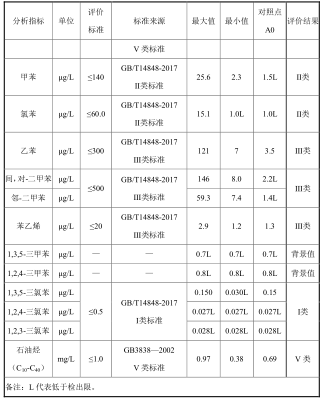 分析指标 单位 评价标准 标准来源 最大值 最小值 对照点A0 评价结果
V类标准
甲苯 μg/L ≤140 GB/T14848-2017 II类标准 25.6 2.3 1.5L II类
氯苯 μg/L ≤60.0 GB/T14848-2017 II类标准 15.1 1.0L 1.0L II类
乙苯 μg/L ≤300 GB/T14848-2017 III类标准 121 7 3.5 III类
间,对-二甲苯 μg/L ≤500 GB/T14848-2017 III类标准 146 8.0 2.2L III类
邻-二甲苯 μg/L 59.3 7.4 1.4L
苯乙烯 μg/L ≤20 GB/T14848-2017 III类标准 2.9 1.2 1.3 III类
1,3,5-三甲苯 μg/L — — 0.7L 0.7L 0.7L 背景值
1,2,4-三甲苯 μg/L — — 0.8L 0.8L 0.8L 背景值
1,3,5-三氯苯 μg/L ≤0.5 GB/T14848-2017 I类标准 0.150 0.030L 0.15 I类
1,2,4-三氯苯 μg/L 0.027L 0.027L 0.027L
1,2,3-三氯苯 μg/L 0.028L 0.028L 0.028L
石油烃(C10-C40) mg/L ≤1.0 GB3838—2002 V类标准 0.97 0.38 0.69 V类
备注:L代表低于检出限。